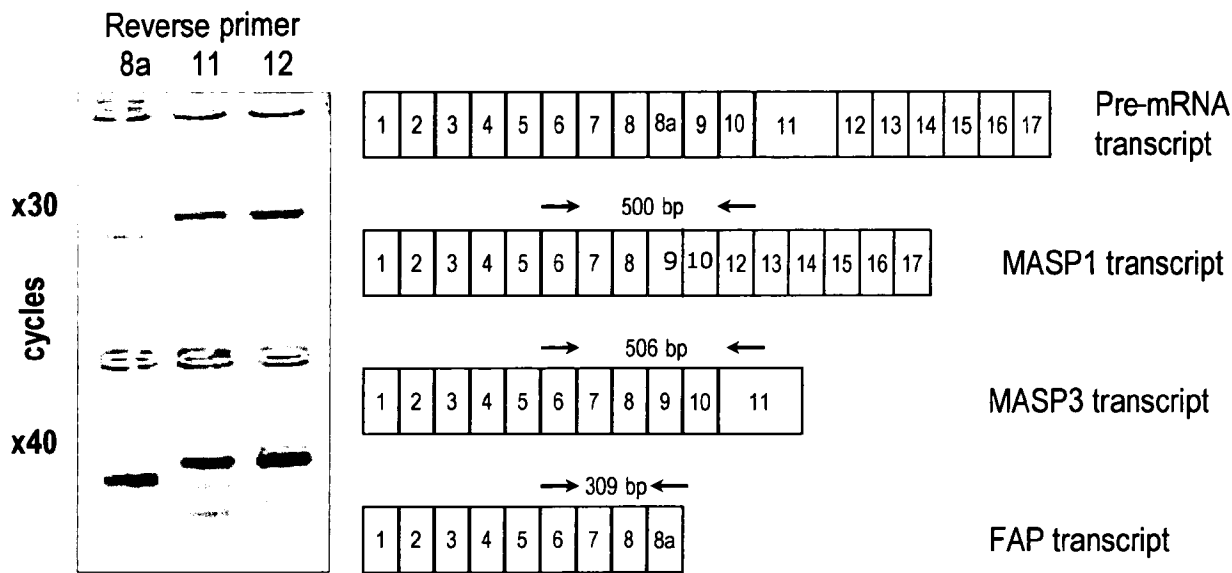 Reverse primer
8a 11 12
x30
cycles
x40
1 2 3 4 5 6 7 8 8a 9 10 11 12 13 14 15 16 17
Pre-mRNA
transcript
500 bp
1 2 3 4 5 6 7 8 9 10 12 13 14 15 16 17
MASP1 transcript
506 bp
1 2 3 4 5 6 7 8 9 10 11
MASP3 transcript
309 bp
1 2 3 4 5 6 7 8 8a
FAP transcript